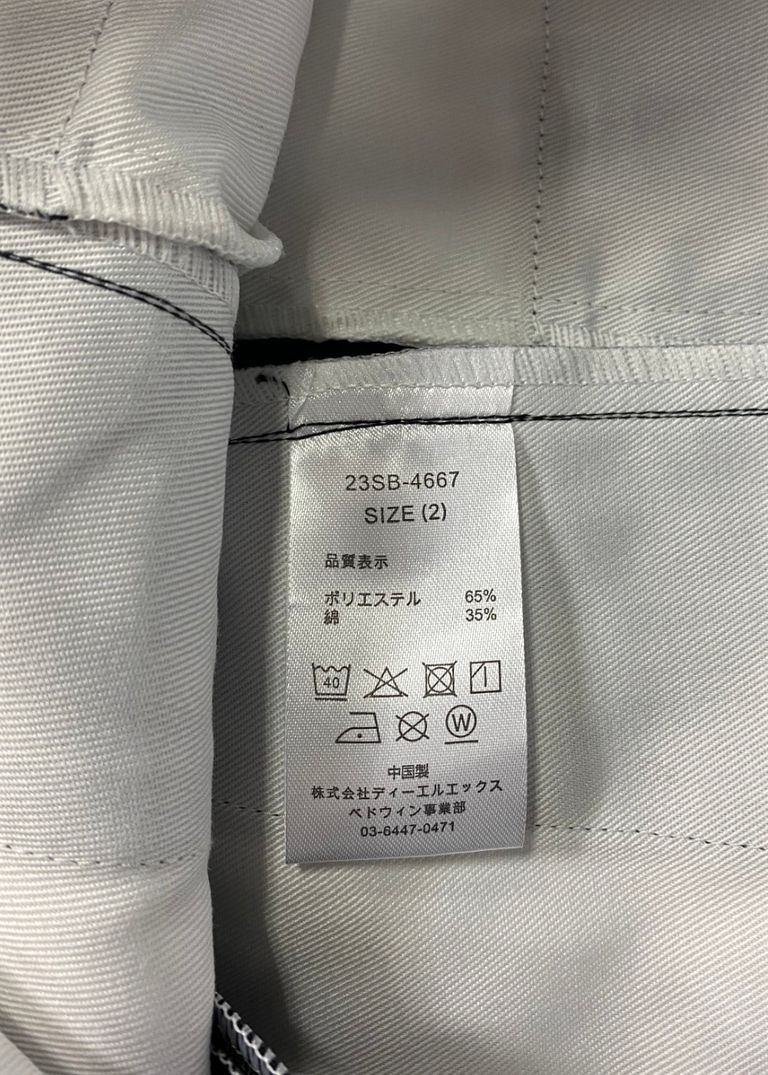 23SB-4667
SIZE (2)
品質表示
ポリエステル 65%
綿 35%
40
W
中国製
株式会社ディーエルエックス
ベドウィン事業部
03-6447-0471